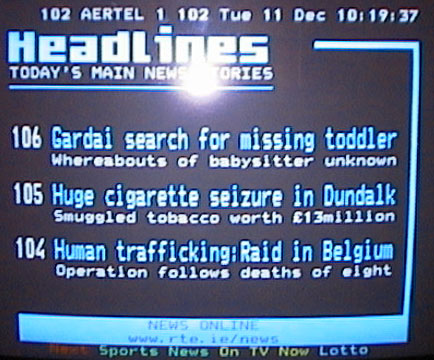 102 AERTEL 1 102 Tue 11 Dec 10:19:37
Headlines
TODAY'S MAIN NEWS STORIES
106 Gardai search for missing toddler
Whereabouts of babysitter unknown
105 Huge cigarette seizure in Dundalk
Smuggled tobacco worth £13million
104 Human trafficking:Raid in Belgium
Operation follows deaths of eight
NEWS ONLINE
www.rte.ie/news
Next Sports News On TV Now Lotto